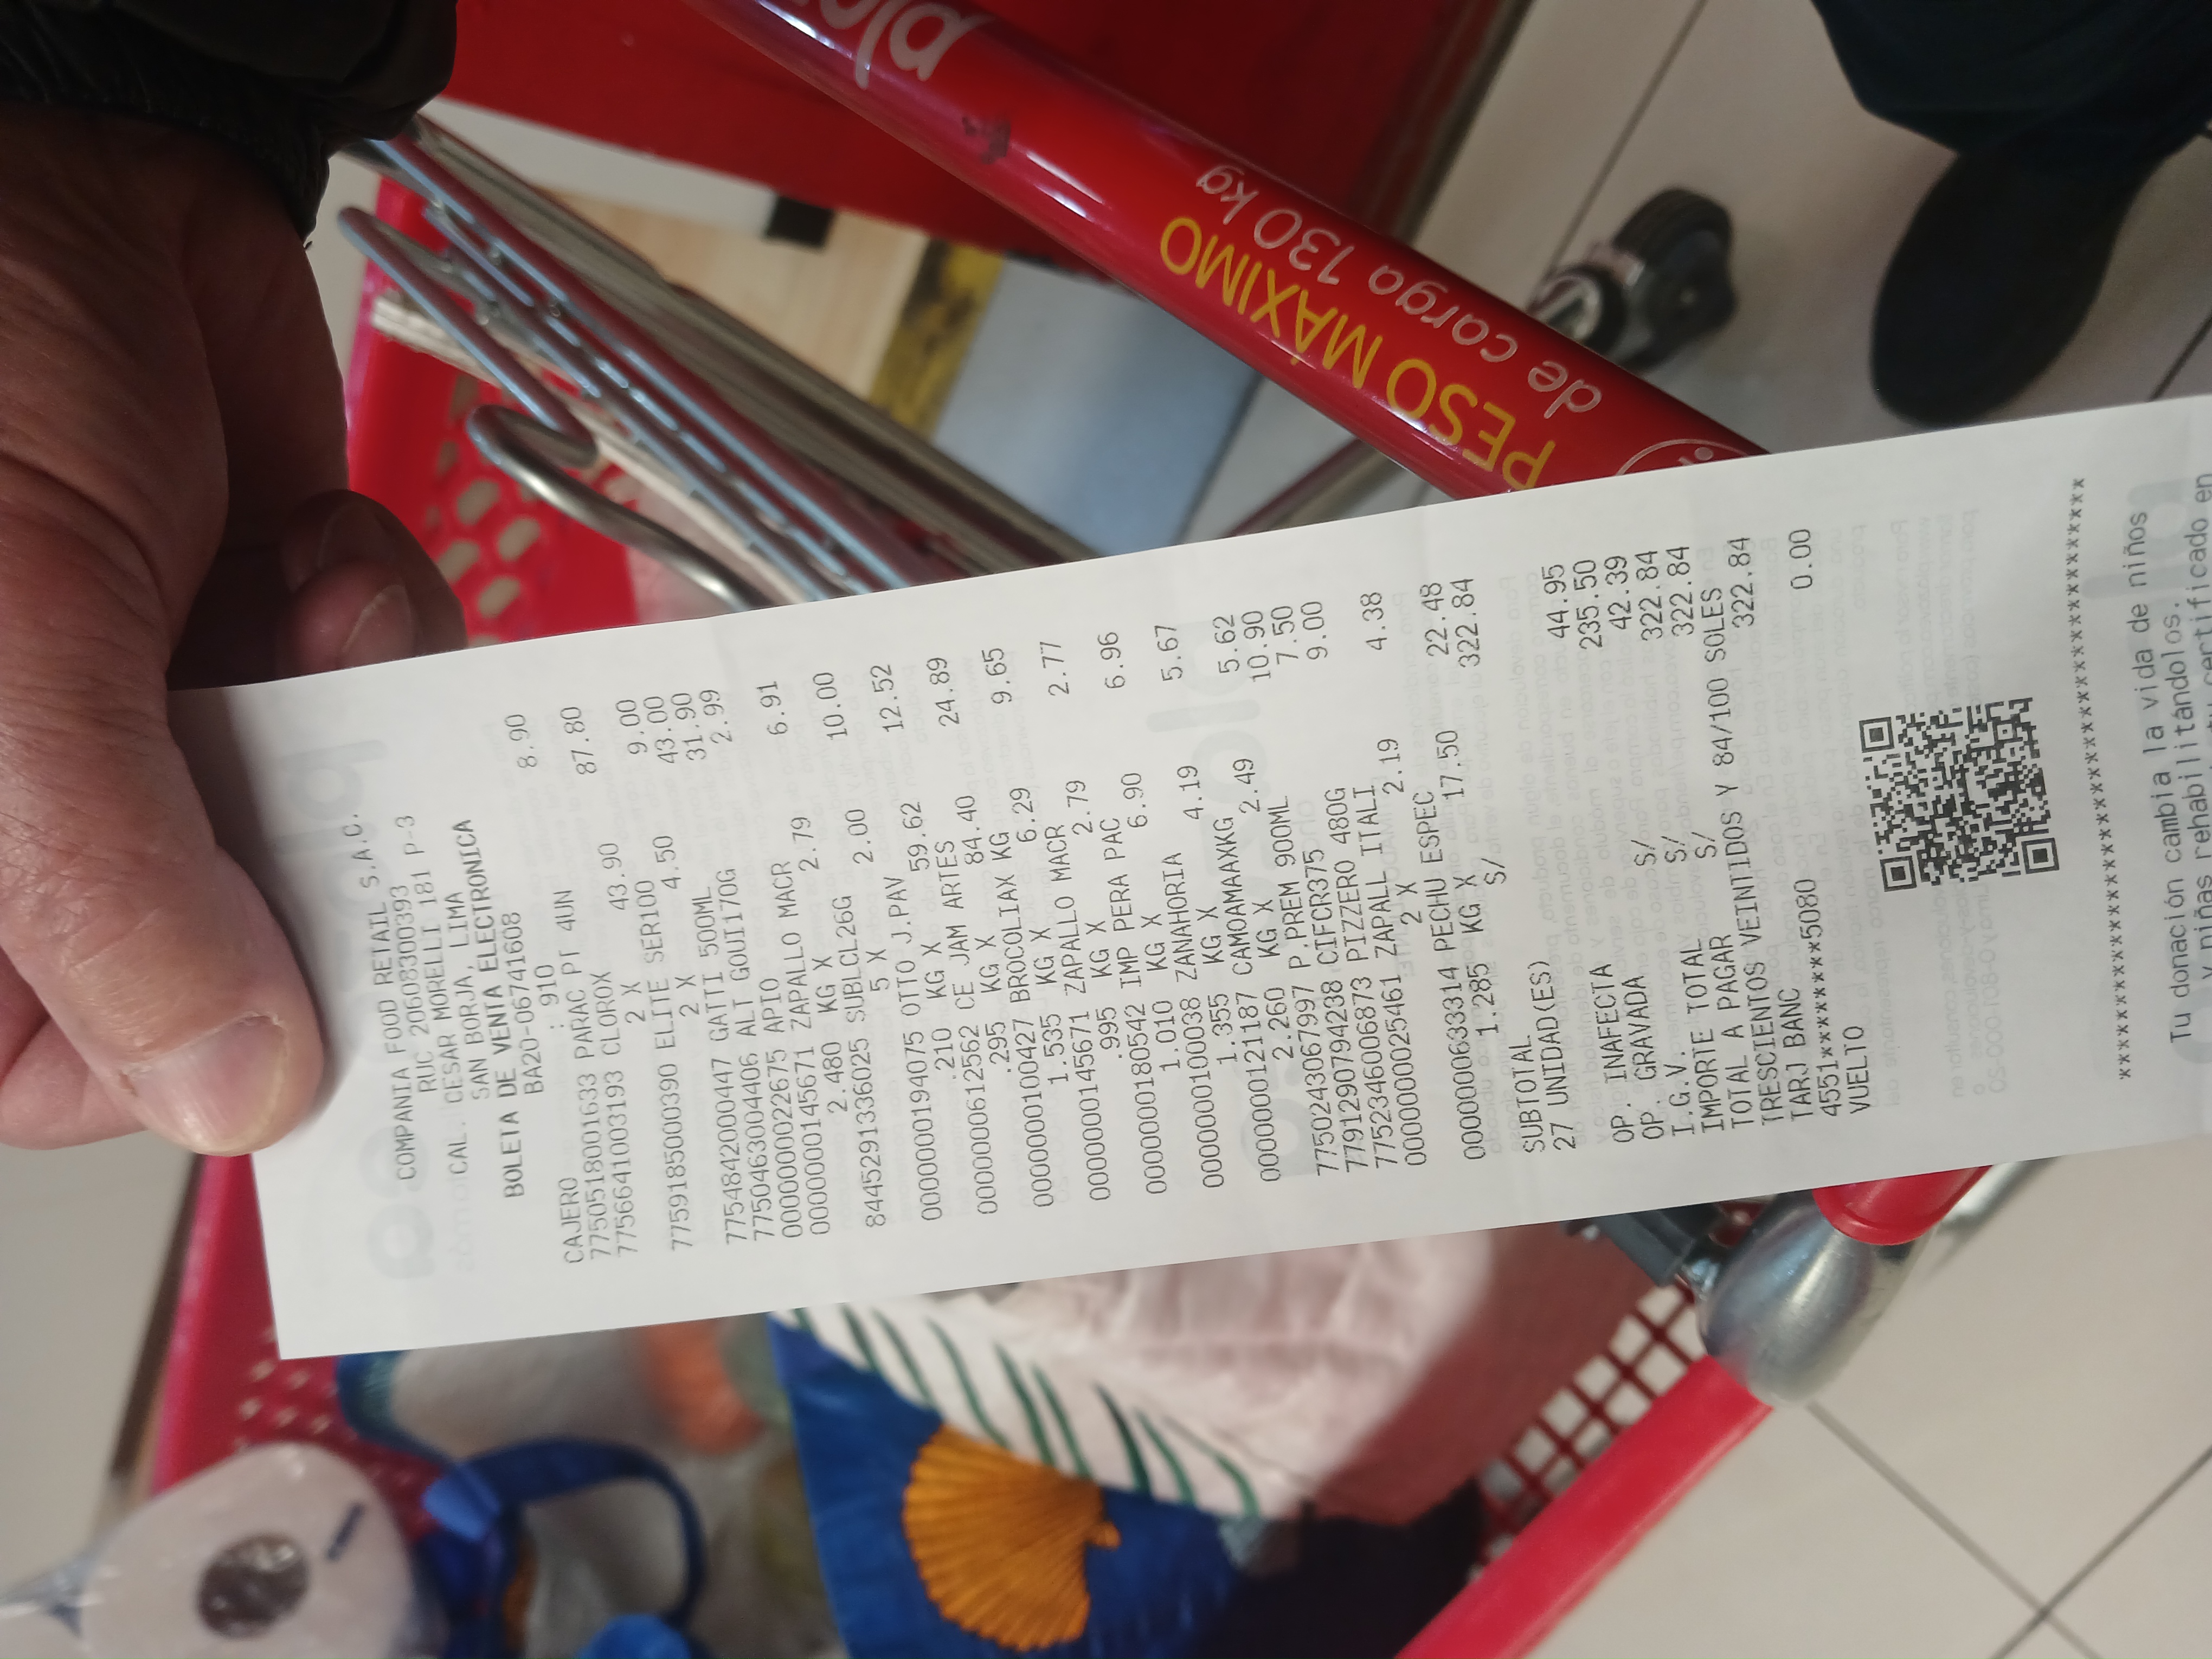 COMPANIA FOOD RETAIL S.A.C.
RUC 20608300393
CAL. CESAR MORELLI 181 P-3
SAN BORJA, LIMA
BOLETA DE VENTA ELECTRONICA
BA20-06741608
CAJERO : 910
7750518001633 PARAC PT 4UN 8.90
7756641003193 CLOROX
2 X 43.90 87.80
7759185000390 ELITE SER100
2 X 4.50 9.00
7754842000447 GATTI 500ML 43.00
7750463004406 ALT GOUI170G 31.90
0000000022675 APIO 2.99
0000000145671 ZAPALLO MACR
2.480 KG X 2.79 6.91
8445291336025 SUBLCL26G
5 X 2.00 10.00
0000000194075 OTTO J.PAV
.210 KG X 59.62 12.52
0000000612562 CE JAM ARTES
.295 KG X 84.40 24.89
0000000100427 BROCOLIAX KG
1.535 KG X 6.29 9.65
0000000145671 ZAPALLO MACR
.995 KG X 2.79 2.77
0000000180542 IMP PERA PAC
1.010 KG X 6.90 6.96
0000000100038 ZANAHORIA
1.355 KG X 4.19 5.67
0000000121187 CAMOAMAAXKG
2.260 KG X 2.49 5.62
7750243067997 P.PREM 900ML 10.90
7791290794238 CIFCR375 7.50
7752346006873 PIZZERO 480G 9.00
0000000025461 ZAPALL ITALI
2 X 2.19 4.38
0000000633314 PECHU ESPEC
1.285 KG X 17.50 22.48
SUBTOTAL S/ 322.84
27 UNIDAD(ES)
OP. INAFECTA 44.95
OP. GRAVADA 235.50
I.G.V. S/ 42.39
IMPORTE TOTAL S/ 322.84
TOTAL A PAGAR S/ 322.84
TRESCIENTOS VEINTIDOS Y 84/100 SOLES
TARJ BANC 322.84
4551********5080
VUELTO 0.00
****************************************
Tu donación cambia la vida de niños
y niñas rehabilitándolos.
certificado en
PESO MÁXIMO
de carga 130 kg